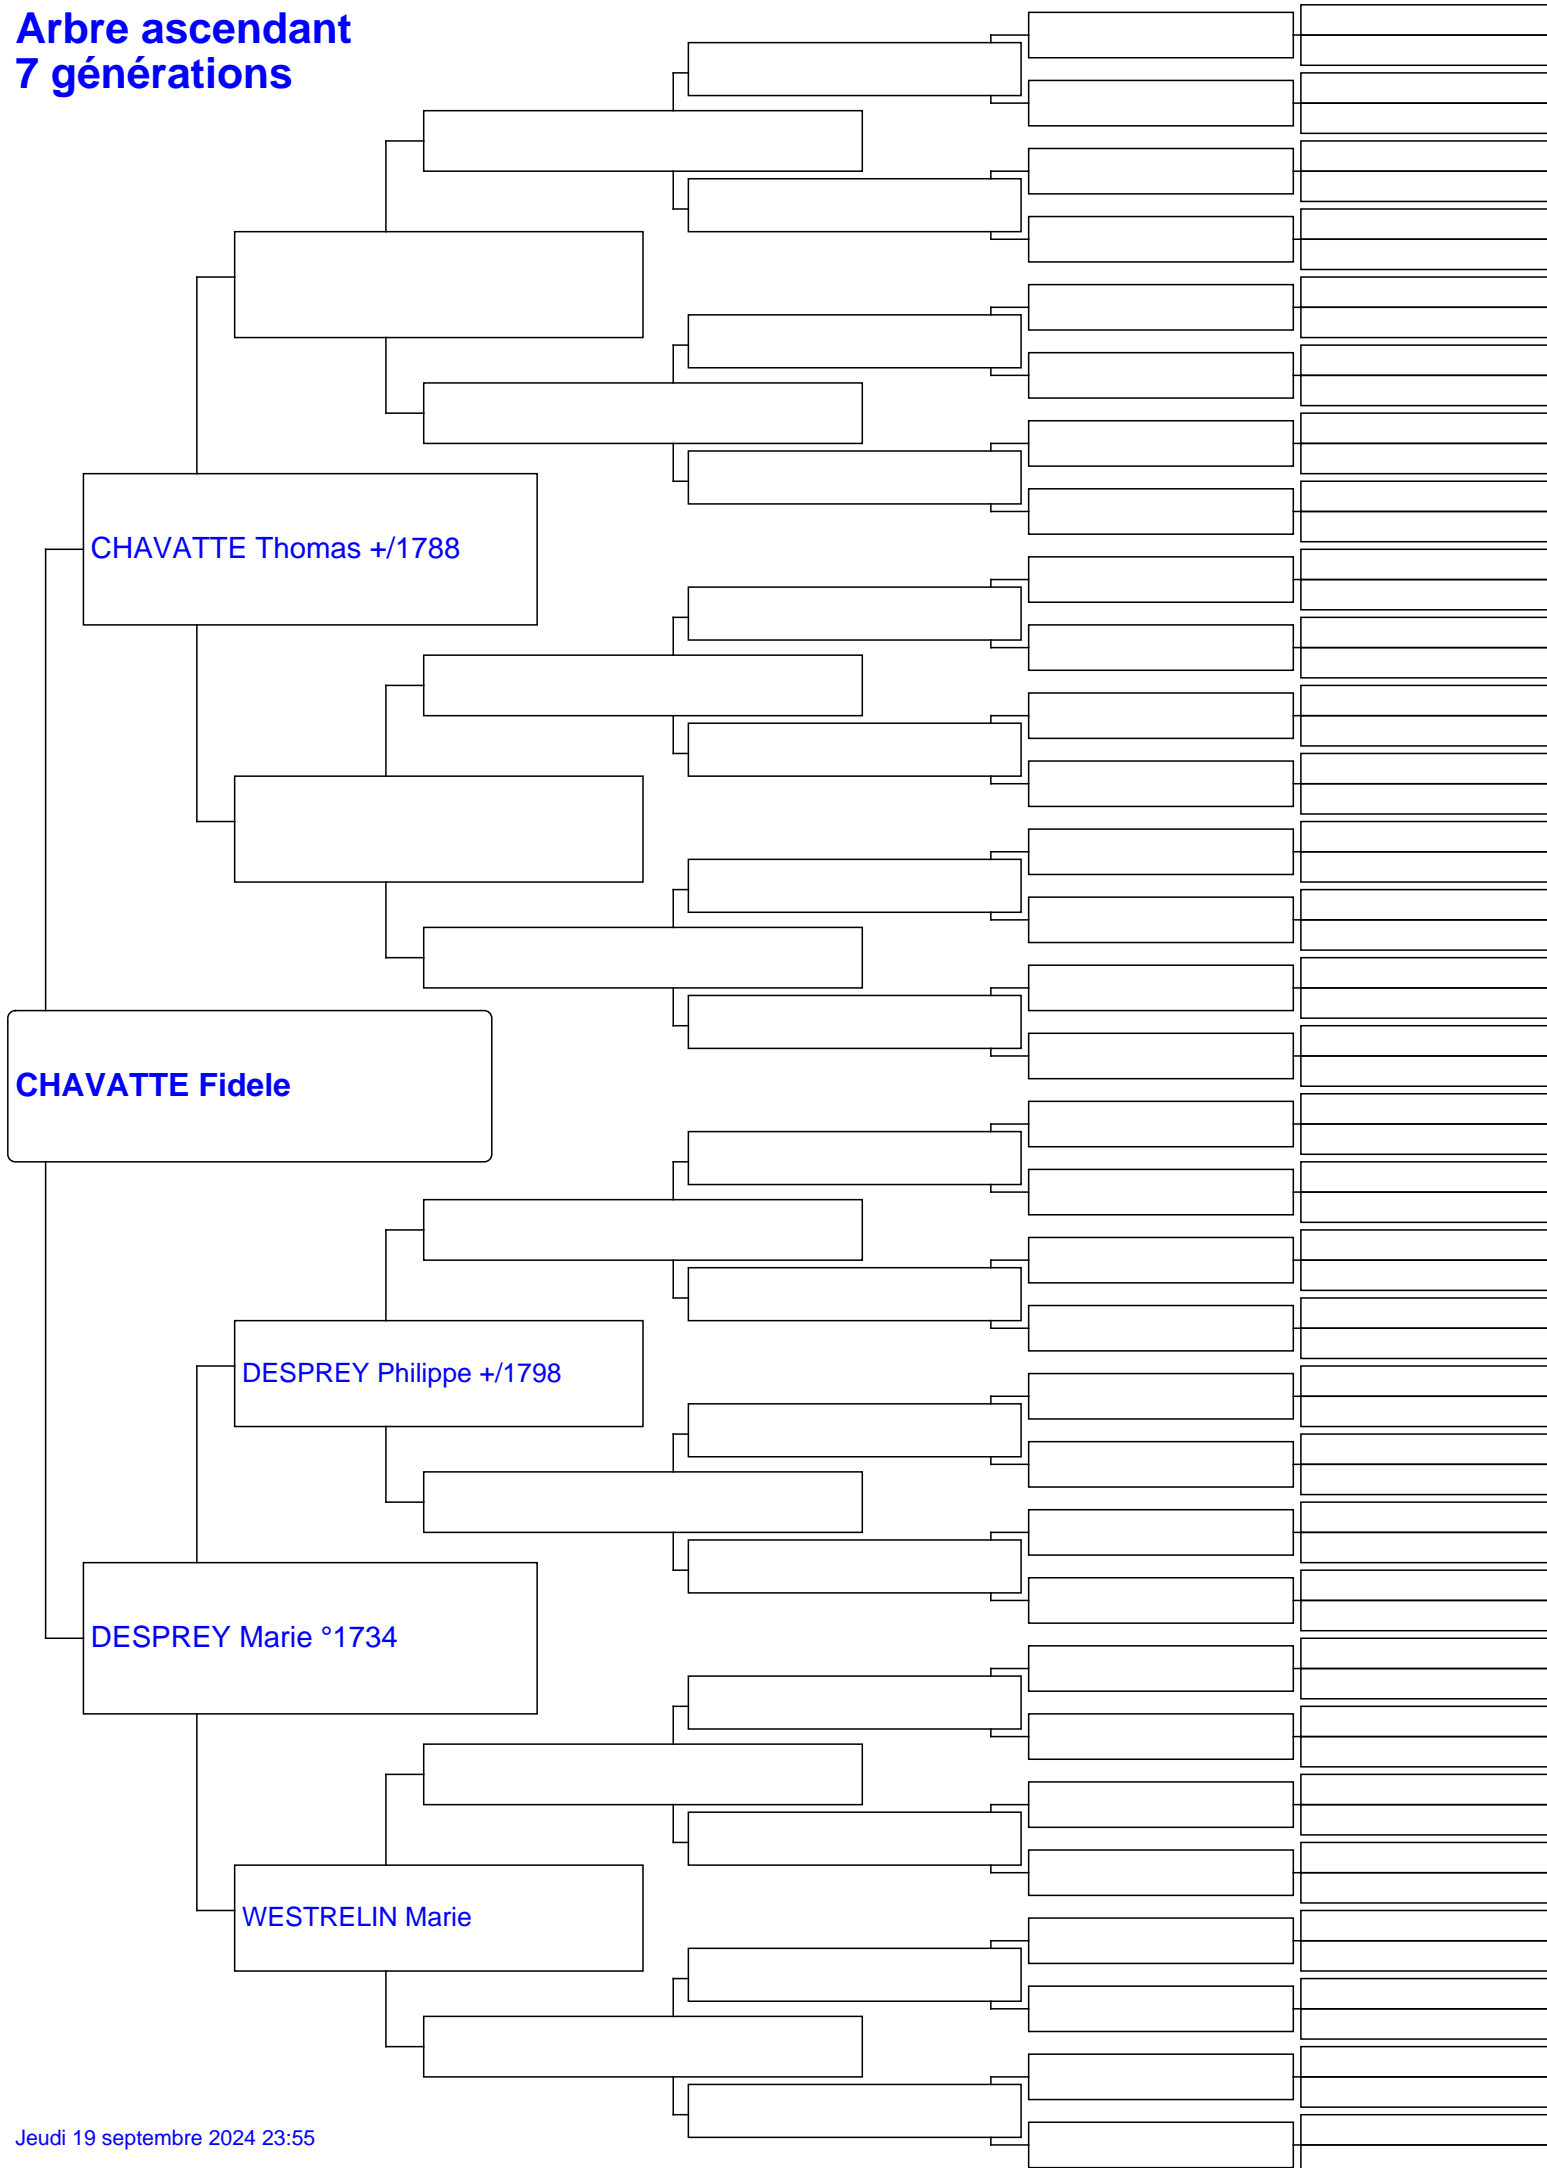 Arbre ascendant
7 générations
CHAVATTE Thomas +/1788
CHAVATTE Fidele
DESPREY Philippe +/1798
DESPREY Marie °1734
WESTRELIN Marie
Jeudi 19 septembre 2024 23:55